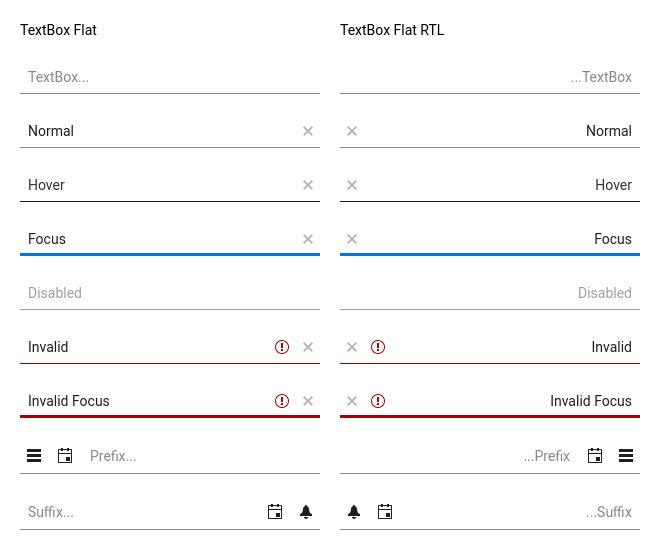 TextBox Flat
TextBox Flat RTL
TextBox...
...TextBox
Normal
Normal
Hover
Hover
Focus
Focus
Disabled
Disabled
Invalid
Invalid
Invalid Focus
Invalid Focus
Prefix...
...Prefix
Suffix...
...Suffix